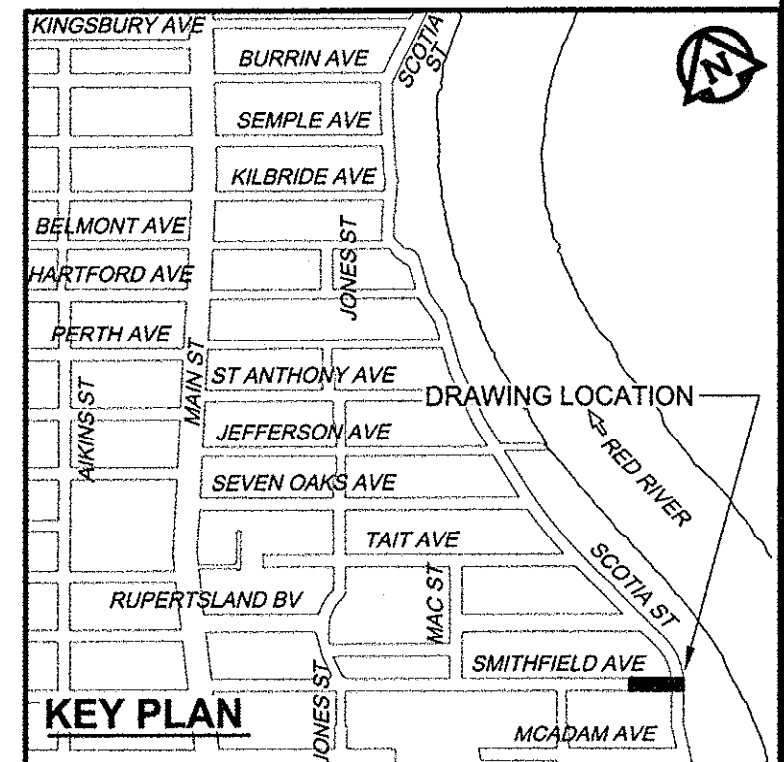 KINGSBURY AVE
BURRIN AVE
SCOTIA
ST
N
SEMPLE AVE
KILBRIDE AVE
BELMONT AVE
JONES ST
HARTFORD AVE
PERTH AVE
MAIN ST
ST ANTHONY AVE
DRAWING LOCATION
AIKINS ST
JEFFERSON AVE
RED RIVER
SEVEN OAKS AVE
TAIT AVE
SCOTIA ST
MAC ST
RUPERTSLAND BV
SMITHFIELD AVE
KEY PLAN
JONES ST
MCADAM AVE